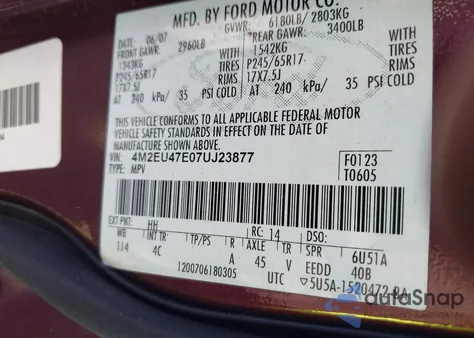 MFD. BY FORD MOTOR CO.
DATE: 06/07 GVWR: 6180LB/ 2803KG
FRONT GAWR: 2960LB REAR GAWR: 3400LB
1343KG 1542KG
P245/65R17 TIRES P245/65R17 TIRES
17X7.5J RIMS 17X7.5J RIMS
AT 240 kPa/ 35 PSI COLD AT 240 kPa/ 35 PSI COLD
THIS VEHICLE CONFORMS TO ALL APPLICABLE FEDERAL MOTOR
VEHICLE SAFETY STANDARDS IN EFFECT ON THE DATE OF
MANUFACTURE SHOWN ABOVE.
4M2EU47E07UJ23877
TYPE: MPV
F0123
T0605
EXT PNT: HH RC: 14 DSO:
WB INT TR TP/PS R AXLE TR SPR 6U51A
114 4C A 45 V EEDD 40B
1200706180305 UTC 5U5A-1520472-BA
autoSnap